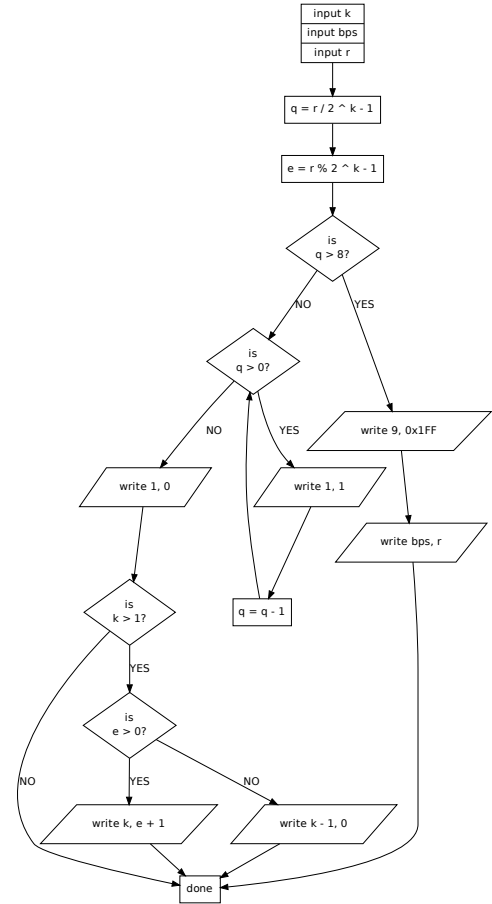 input k
input bps
input r
q = r / 2 ^ k - 1
e = r % 2 ^ k - 1
is
q > 8?
NO
YES
is
q > 0?
write 9, 0x1FF
NO
YES
write 1, 0
write 1, 1
write bps, r
is
k > 1?
q = q - 1
YES
is
e > 0?
NO
YES
NO
write k, e + 1
write k - 1, 0
done